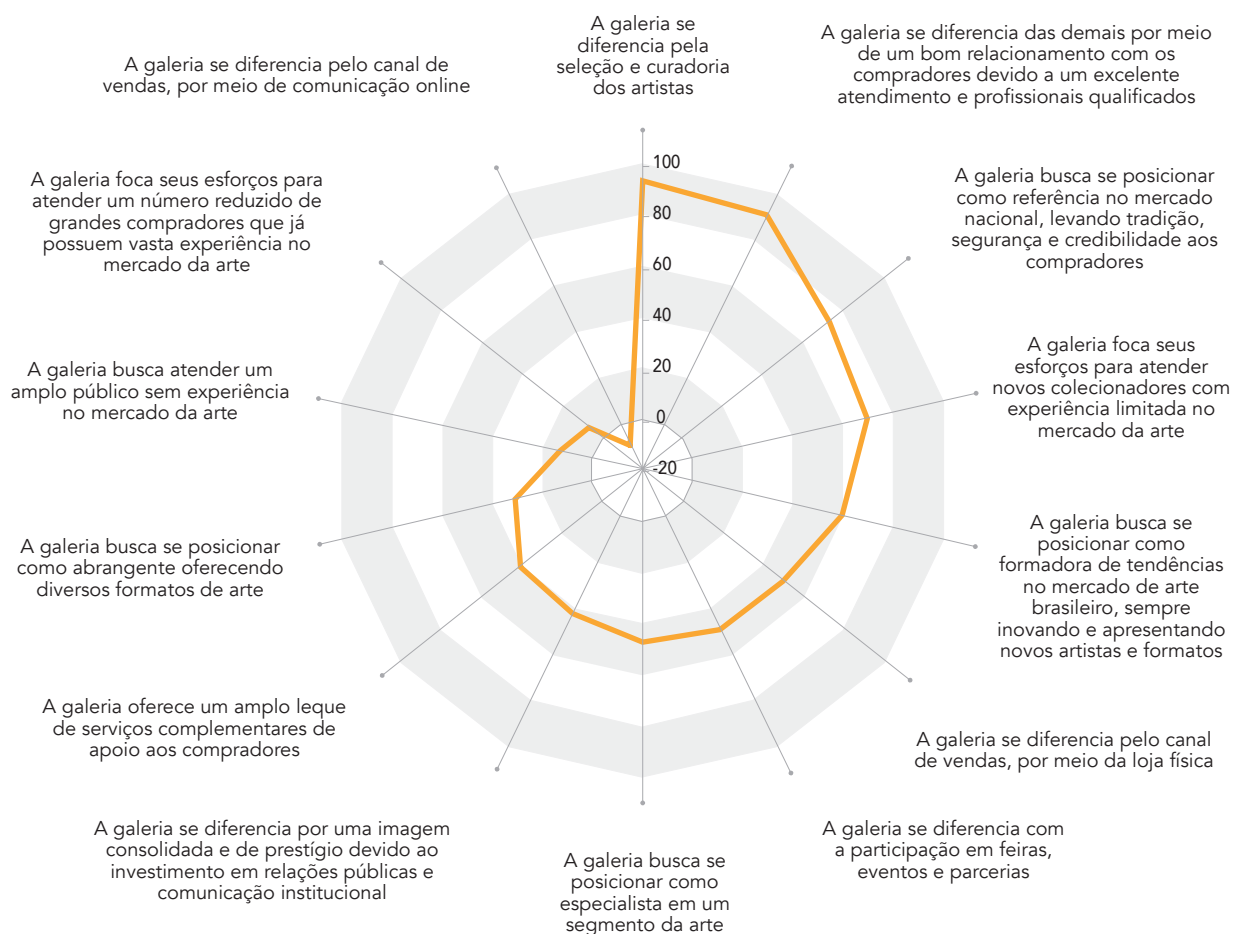 A galeria se
diferencia pela
seleção e curadoria
dos artistas
A galeria se diferencia das demais por meio
de um bom relacionamento com os
compradores devido a um excelente
atendimento e profissionais qualificados
A galeria busca se posicionar
como referência no mercado
nacional, levando tradição,
segurança e credibilidade aos
compradores
A galeria foca seus
esforços para atender
novos colecionadores com
experiência limitada no
mercado da arte
A galeria busca se
posicionar como
formadora de tendências
no mercado de arte
brasileiro, sempre
inovando e apresentando
novos artistas e formatos
A galeria se diferencia pelo canal
de vendas, por meio da loja física
A galeria se diferencia com
a participação em feiras,
eventos e parcerias
A galeria busca se
posicionar como
especialista em um
segmento da arte
A galeria se diferencia por uma imagem
consolidada e de prestígio devido ao
investimento em relações públicas e
comunicação institucional
A galeria oferece um amplo leque
de serviços complementares de
apoio aos compradores
A galeria busca se posicionar
como abrangente oferecendo
diversos formatos de arte
A galeria busca atender um
amplo público sem experiência
no mercado da arte
A galeria foca seus esforços para
atender um número reduzido de
grandes compradores que já
possuem vasta experiência no
mercado da arte
A galeria se diferencia pelo canal de
vendas, por meio de comunicação online
100
80
60
40
20
0
-20